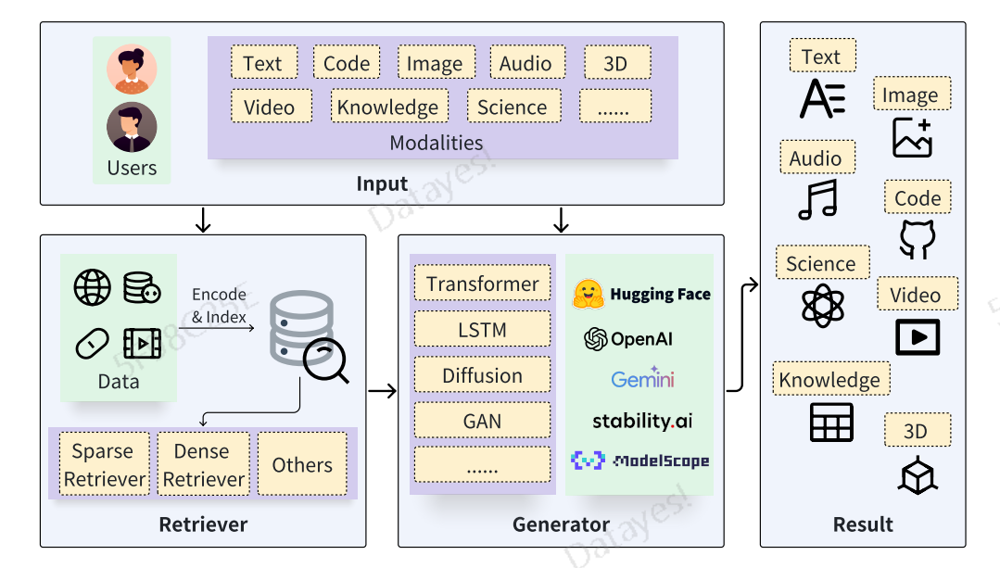 Text
Code
Image
Audio
3D
Video
Knowledge
Science
......
Modalities
Users
Input
Encode
& Index
Data
Sparse
Retriever
Dense
Retriever
Others
Retriever
Transformer
LSTM
Diffusion
GAN
......
Hugging Face
OpenAI
Gemini
stability.ai
ModelScope
Generator
Text
Image
Audio
Code
Science
Video
Knowledge
3D
Result
Datayes!
Datayes!